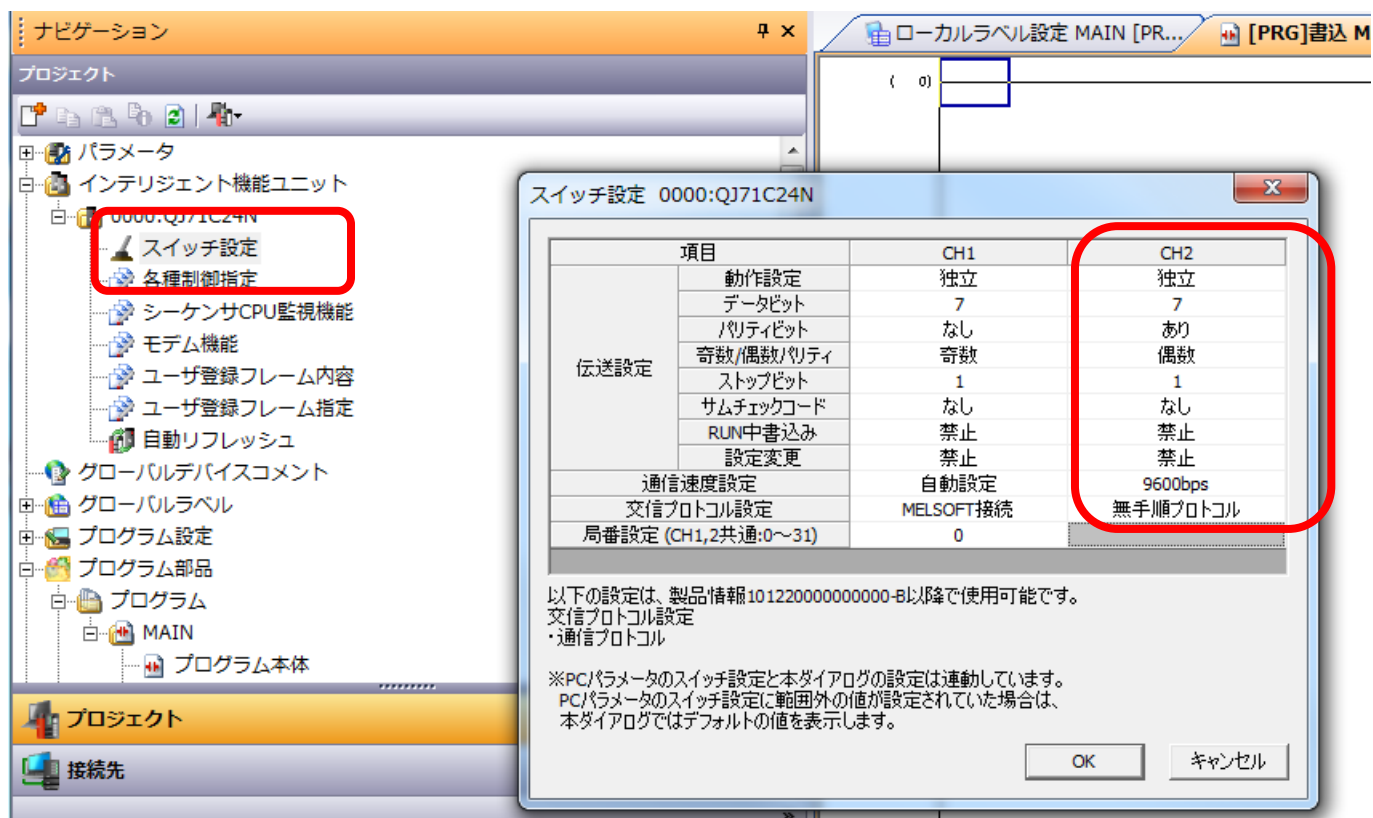 ナビゲーション
ローカルラベル設定 MAIN [PR...
[PRG]書込 M
プロジェクト
( 0)
パラメータ
インテリジェント機能ユニット
0000:QJ71C24N
スイッチ設定
各種制御指定
シーケンサCPU監視機能
モデム機能
ユーザ登録フレーム内容
ユーザ登録フレーム指定
自動リフレッシュ
グローバルデバイスコメント
グローバルラベル
プログラム設定
プログラム部品
プログラム
MAIN
プログラム本体
プロジェクト
接続先
スイッチ設定 0000:QJ71C24N
項目 CH1 CH2
伝送設定
動作設定 独立 独立
データビット 7 7
パリティビット なし あり
奇数/偶数パリティ 奇数 偶数
ストップビット 1 1
サムチェックコード なし なし
RUN中書込み 禁止 禁止
設定変更 禁止 禁止
通信速度設定 自動設定 9600bps
交信プロトコル設定 MELSOFT接続 無手順プロトコル
局番設定 (CH1,2共通:0～31) 0
以下の設定は、製品情報101220000000000-B以降で使用可能です。
交信プロトコル設定
・通信プロトコル
※PCパラメータのスイッチ設定と本ダイアログの設定は連動しています。
PCパラメータのスイッチ設定に範囲外の値が設定されていた場合は、
本ダイアログではデフォルトの値を表示します。
OK キャンセル